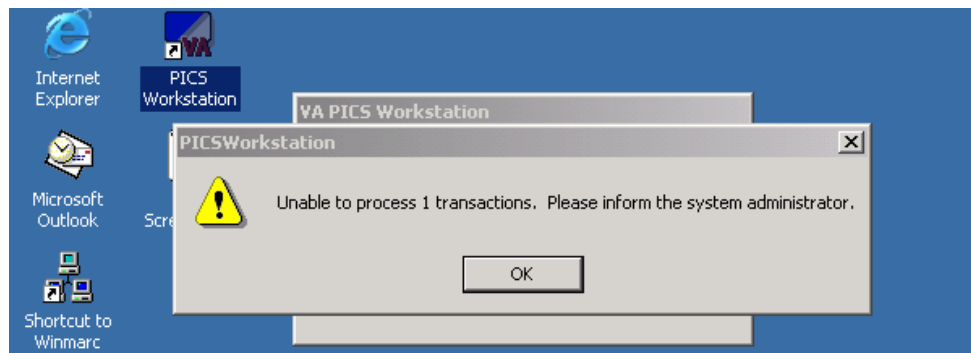 VA
Internet
Explorer
PICS
Workstation
VA PICS Workstation
PICSWorkstation
Microsoft
Outlook
Unable to process 1 transactions.  Please inform the system administrator.
OK
Shortcut to
Winmarc